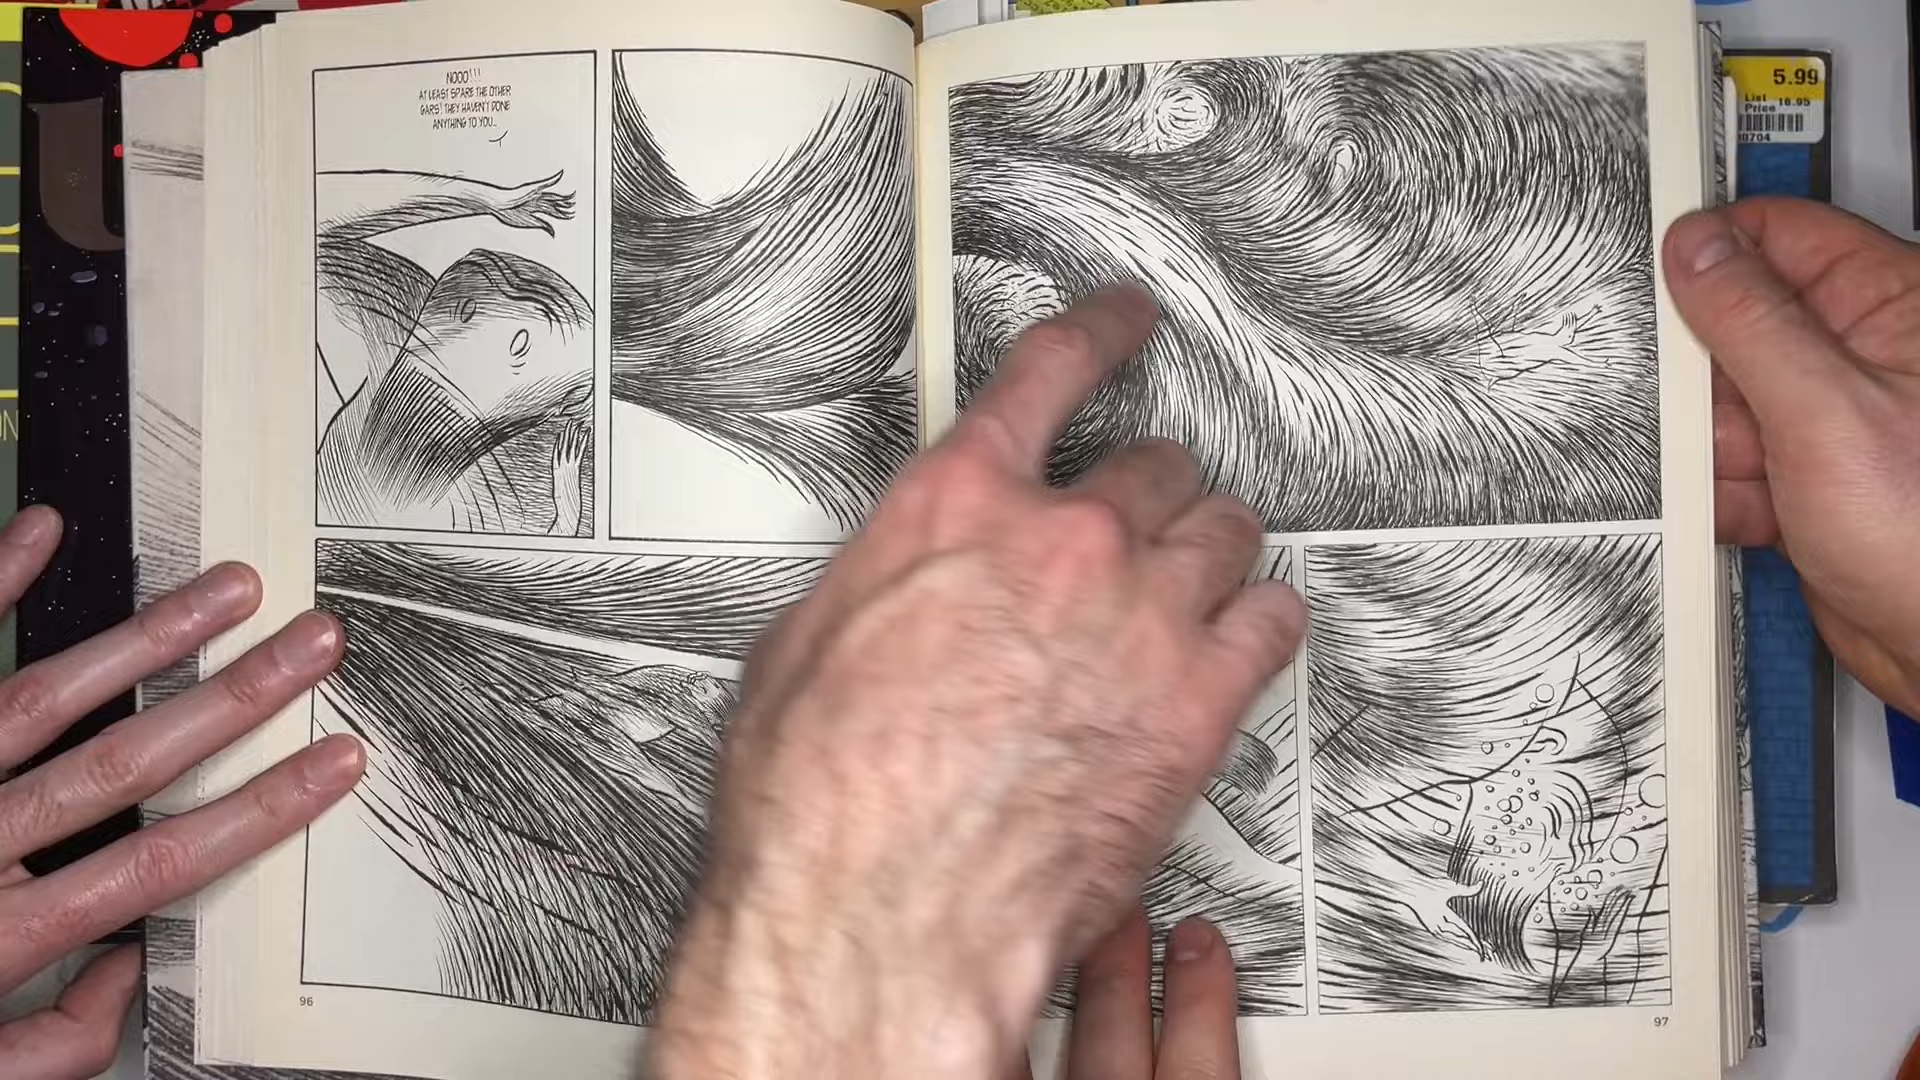 NOOO!!!
AT LEAST SPARE THE OTHER
GARS! THEY HAVEN'T DONE
ANYTHING TO YOU..
5.99
List
Price 16.95
96
97